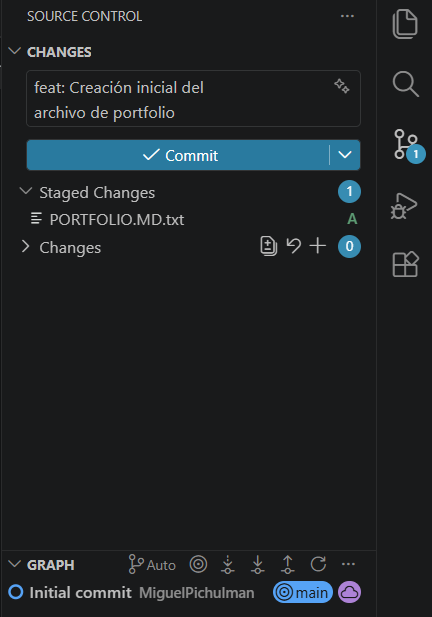 SOURCE CONTROL
CHANGES
feat: Creación inicial del
archivo de portfolio
Commit
1
Staged Changes 1
PORTFOLIO.MD.txt A
Changes 0
GRAPH Auto
Initial commit MiguelPichulman main